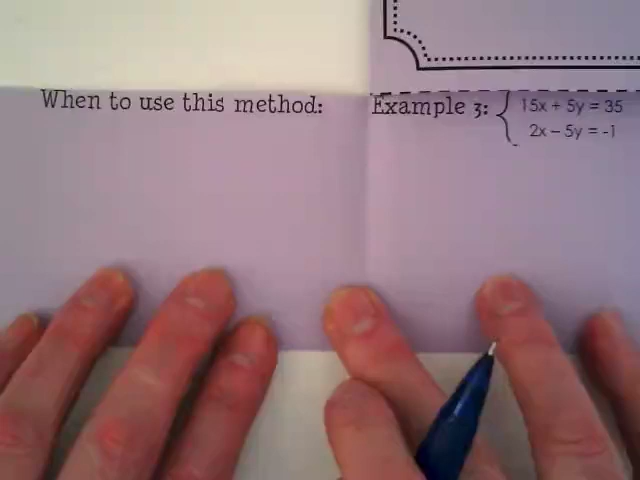 When to use this method:
Example 3: 15x + 5y = 35
2x – 5y = -1